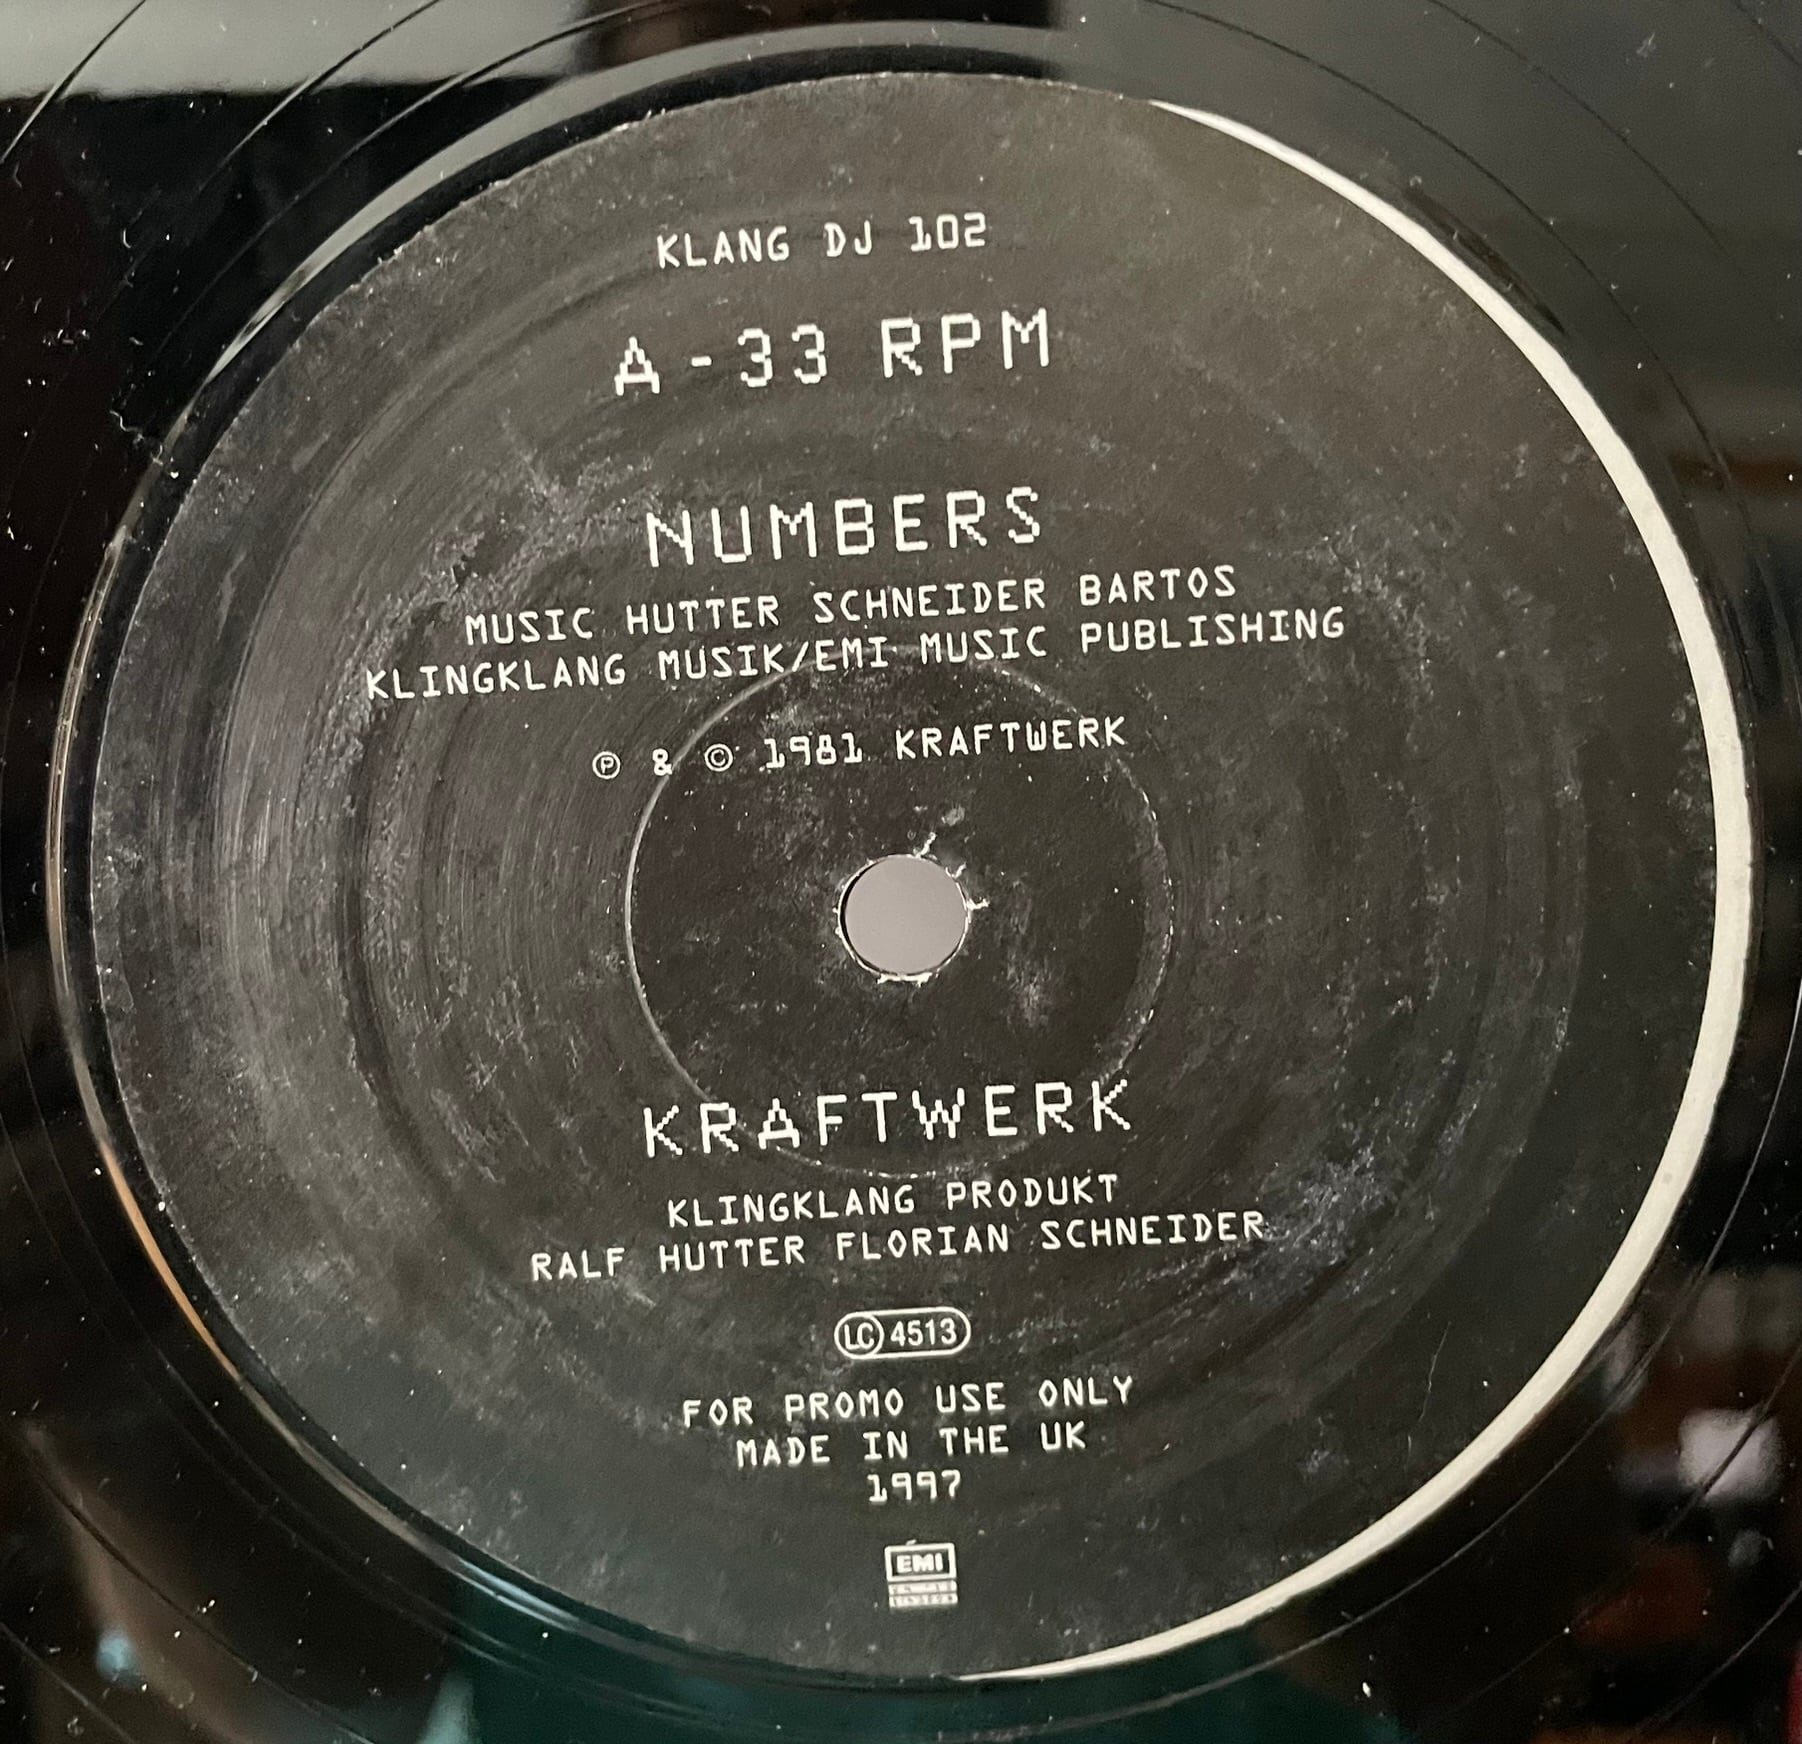 KLANG DJ 102
A-33 RPM
NUMBERS
MUSIC HUTTER SCHNEIDER BARTOS
KLINGKLANG MUSIK/EMI MUSIC PUBLISHING
Ⓟ & © 1981 KRAFTWERK
KRAFTWERK
KLINGKLANG PRODUKT
RALF HUTTER FLORIAN SCHNEIDER
LC 4513
FOR PROMO USE ONLY
MADE IN THE UK
1997
EMI